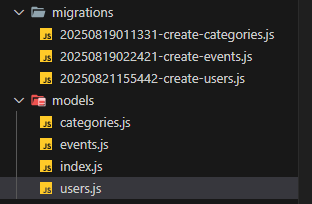 migrations
20250819011331-create-categories.js
20250819022421-create-events.js
20250821155442-create-users.js
models
categories.js
events.js
index.js
users.js